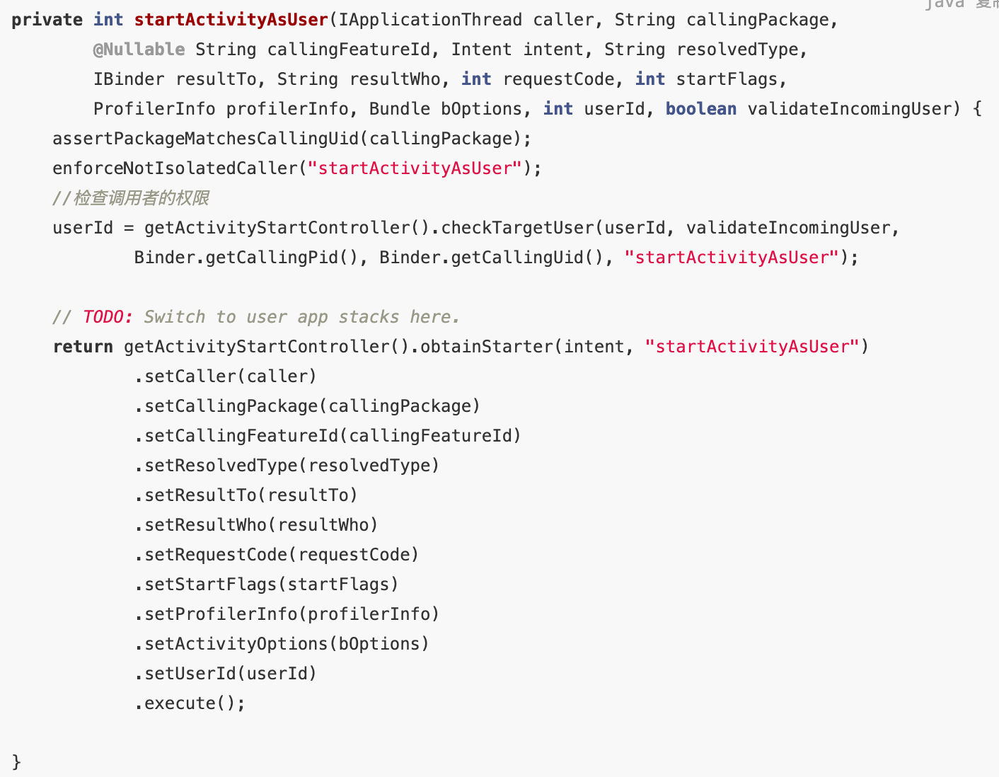 java 复制
private int startActivityAsUser(IApplicationThread caller, String callingPackage,
        @Nullable String callingFeatureId, Intent intent, String resolvedType,
        IBinder resultTo, String resultWho, int requestCode, int startFlags,
        ProfilerInfo profilerInfo, Bundle bOptions, int userId, boolean validateIncomingUser) {
    assertPackageMatchesCallingUid(callingPackage);
    enforceNotIsolatedCaller("startActivityAsUser");
    //检查调用者的权限
    userId = getActivityStartController().checkTargetUser(userId, validateIncomingUser,
            Binder.getCallingPid(), Binder.getCallingUid(), "startActivityAsUser");
    // TODO: Switch to user app stacks here.
    return getActivityStartController().obtainStarter(intent, "startActivityAsUser")
            .setCaller(caller)
            .setCallingPackage(callingPackage)
            .setCallingFeatureId(callingFeatureId)
            .setResolvedType(resolvedType)
            .setResultTo(resultTo)
            .setResultWho(resultWho)
            .setRequestCode(requestCode)
            .setStartFlags(startFlags)
            .setProfilerInfo(profilerInfo)
            .setActivityOptions(bOptions)
            .setUserId(userId)
            .execute();
}